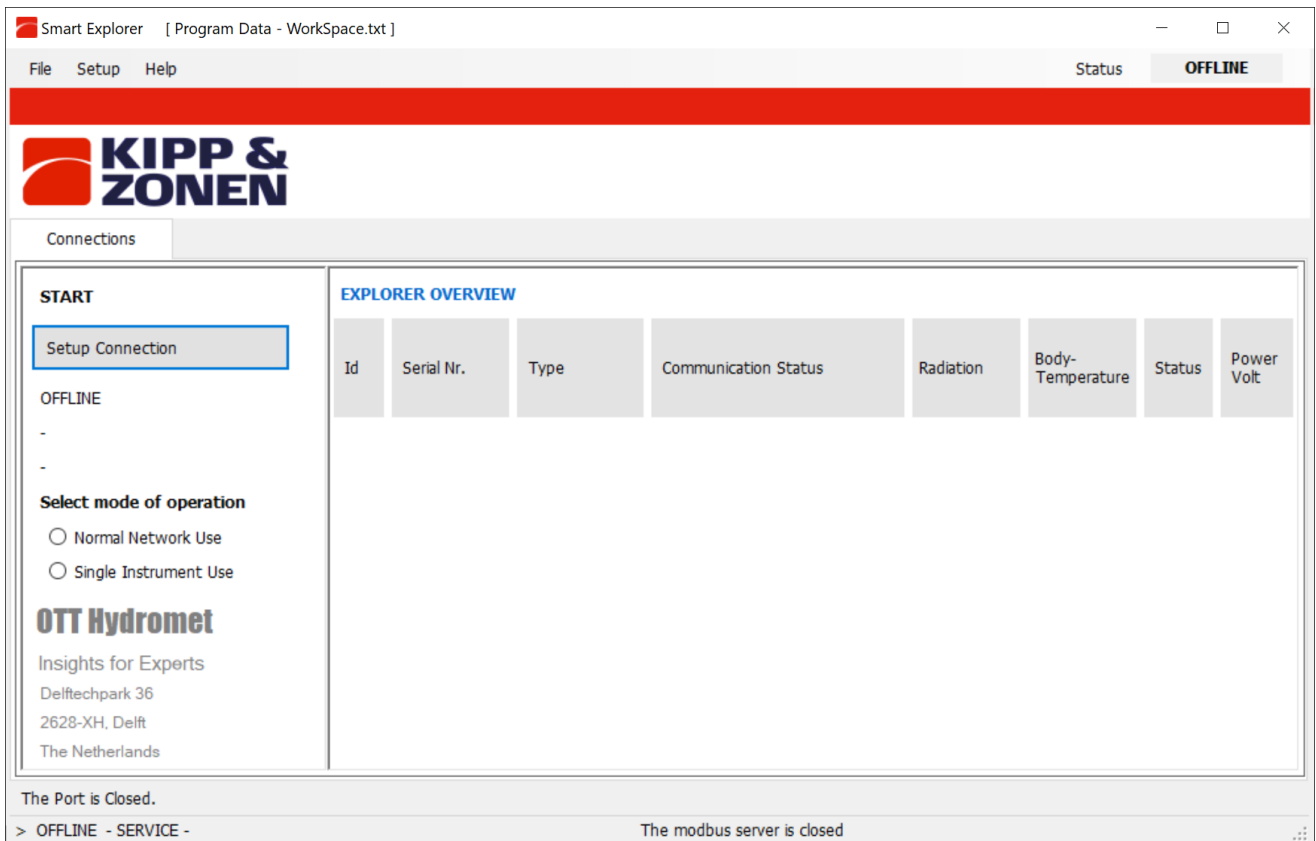 Smart Explorer [ Program Data - WorkSpace.txt ]
File Setup Help Status OFFLINE
KIPP &
ZONEN
Connections
START
Setup Connection
OFFLINE
-
-
Select mode of operation
Normal Network Use
Single Instrument Use
OTT Hydromet
Insights for Experts
Delftechpark 36
2628-XH, Delft
The Netherlands
EXPLORER OVERVIEW
Id
Serial Nr.
Type
Communication Status
Radiation
Body-
Temperature
Status
Power
Volt
The Port is Closed.
> OFFLINE - SERVICE - The modbus server is closed